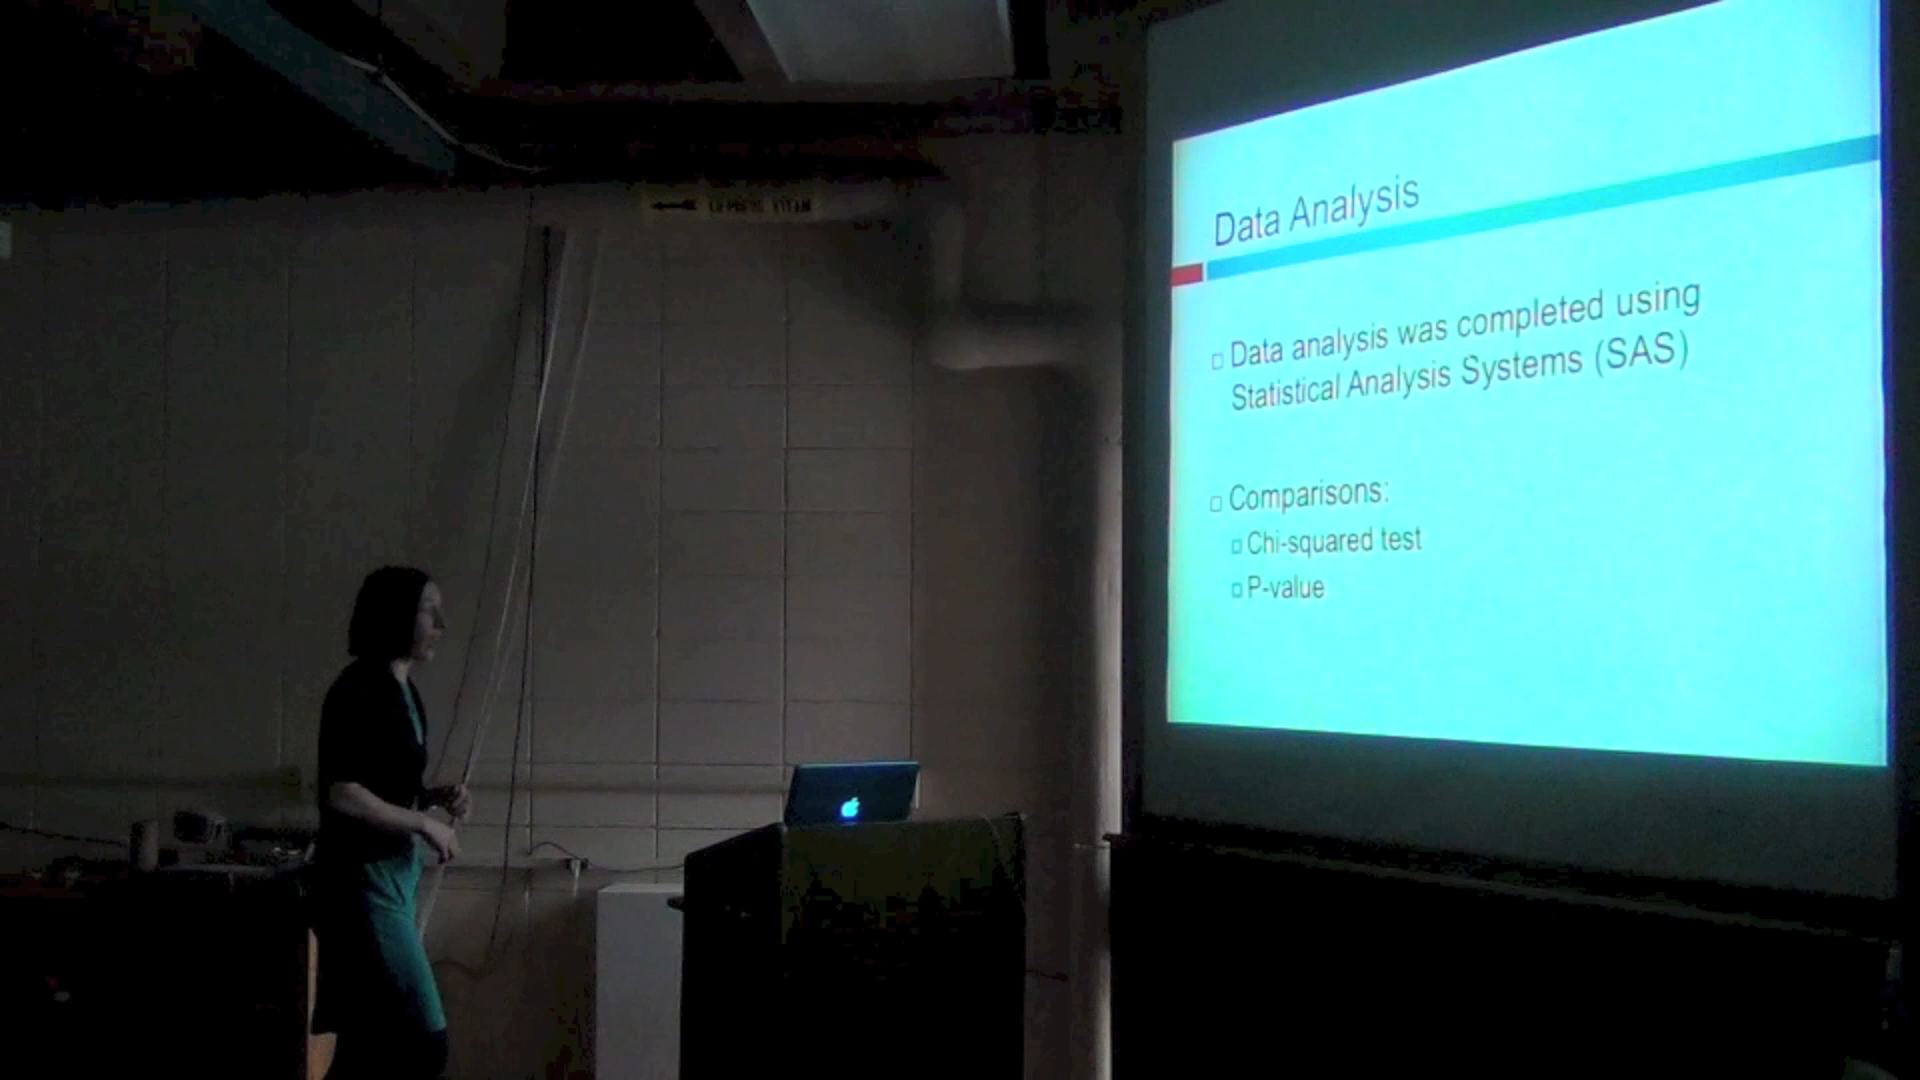 Data Analysis
Data analysis was completed using
Statistical Analysis Systems (SAS)
Comparisons:
Chi-squared test
P-value